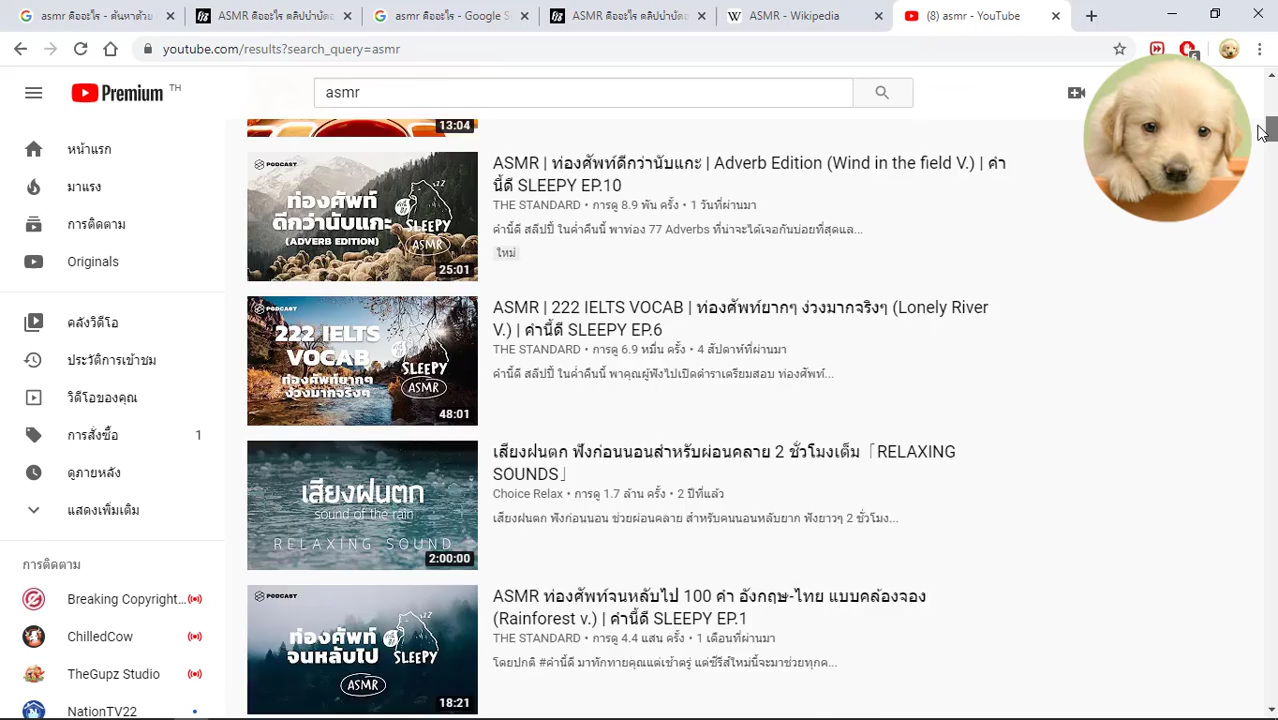 asmr คืออะไร - ค้นหาด้วย
ASMR คืออะไร คลิปบำบัดอ
asmr คืออะไร - Google S
ASMR คืออะไร คลิปบำบัดอ
ASMR - Wikipedia
(8) asmr - YouTube
youtube.com/results?search_query=asmr
Premium TH
asmr
หน้าแรก
มาแรง
การติดตาม
Originals
คลังวิดีโอ
ประวัติการเข้าชม
วิดีโอของคุณ
การสั่งซื้อ 1
ดูภายหลัง
แสดงเพิ่มเติม
การติดตาม
Breaking Copyright...
ChilledCow
TheGupz Studio
NationTV22
13:04
PODCAST
ท่องศัพท์
ดีกว่านับแกะ
(ADVERB EDITION)
SLEEPY
ASMR
25:01
ASMR | ท่องศัพท์ดีกว่านับแกะ | Adverb Edition (Wind in the field V.) | คำ
นี้ดี SLEEPY EP.10
THE STANDARD • การดู 8.9 พัน ครั้ง • 1 วันที่ผ่านมา
คำนี้ดี สลีปปี้ ในค่ำคืนนี้ พาท่อง 77 Adverbs ที่น่าจะได้เจอกันบ่อยที่สุดแล...
ใหม่
PODCAST
222 IELTS
VOCAB
ท่องศัพท์ยากๆ
ง่วงมากจริงๆ
SLEEPY
ASMR
48:01
ASMR | 222 IELTS VOCAB | ท่องศัพท์ยากๆ ง่วงมากจริงๆ (Lonely River
V.) | คำนี้ดี SLEEPY EP.6
THE STANDARD • การดู 6.9 หมื่น ครั้ง • 4 สัปดาห์ที่ผ่านมา
คำนี้ดี สลีปปี้ ในค่ำคืนนี้ พาคุณผู้ฟังไปเปิดตำราเตรียมสอบ ท่องศัพท์...
เสียงฝนตก
sound of the rain
RELAXING SOUND
2:00:00
เสียงฝนตก ฟังก่อนนอนสำหรับผ่อนคลาย 2 ชั่วโมงเต็ม「RELAXING
SOUNDS」
Choice Relax • การดู 1.7 ล้าน ครั้ง • 2 ปีที่แล้ว
เสียงฝนตก ฟังก่อนนอน ช่วยผ่อนคลาย สำหรับคนนอนหลับยาก ฟังยาวๆ 2 ชั่วโมง...
PODCAST
ท่องศัพท์
จนหลับไป
SLEEPY
ASMR
18:21
ASMR ท่องศัพท์จนหลับไป 100 คำ อังกฤษ-ไทย แบบคล้องจอง
(Rainforest v.) | คำนี้ดี SLEEPY EP.1
THE STANDARD • การดู 4.4 แสน ครั้ง • 1 เดือนที่ผ่านมา
โดยปกติ #คำนี้ดี มาทักทายคุณแต่เช้าตรู่ แต่ซีรีส์ใหม่นี้จะมาช่วยทุกค...